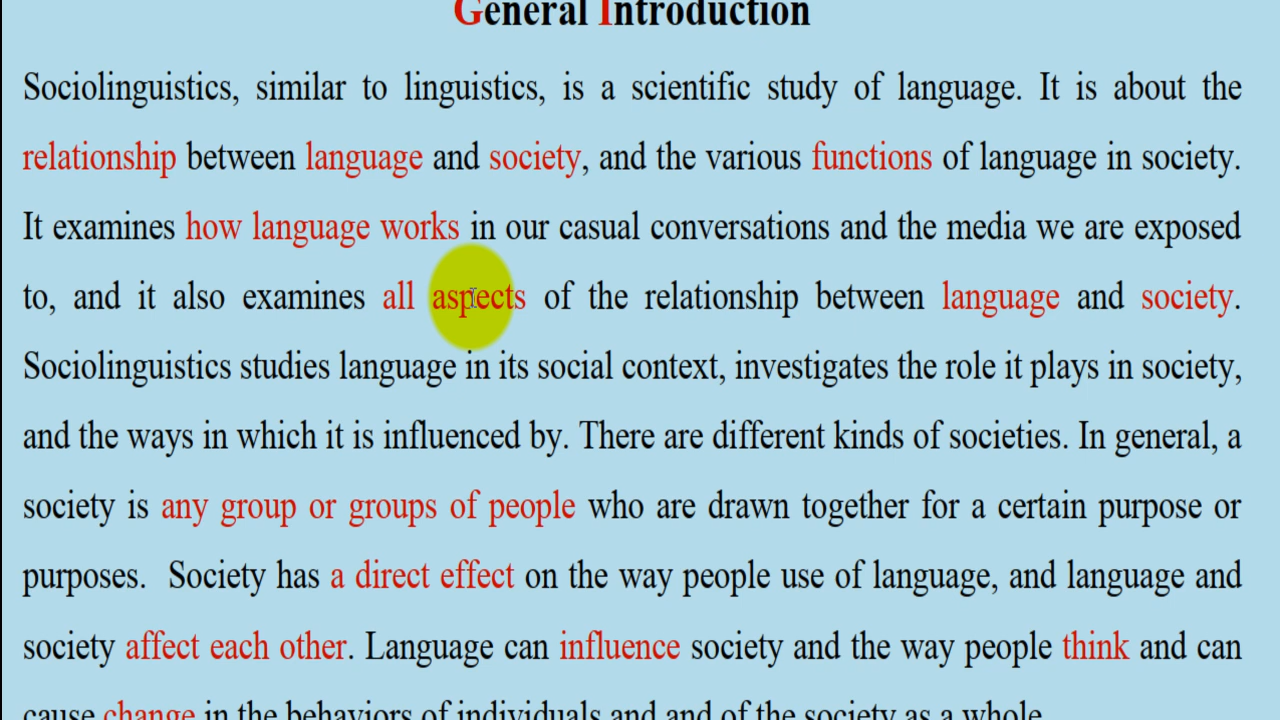 General Introduction
Sociolinguistics, similar to linguistics, is a scientific study of language. It is about the
relationship between language and society, and the various functions of language in society.
It examines how language works in our casual conversations and the media we are exposed
to, and it also examines all aspects of the relationship between language and society.
Sociolinguistics studies language in its social context, investigates the role it plays in society,
and the ways in which it is influenced by. There are different kinds of societies. In general, a
society is any group or groups of people who are drawn together for a certain purpose or
purposes.  Society has a direct effect on the way people use of language, and language and
society affect each other. Language can influence society and the way people think and can
cause change in the behaviors of individuals and and of the society as a whole.